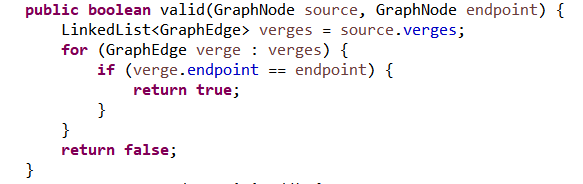 public boolean valid(GraphNode source, GraphNode endpoint) {
    LinkedList<GraphEdge> verges = source.verges;
    for (GraphEdge verge : verges) {
        if (verge.endpoint == endpoint) {
            return true;
        }
    }
    return false;
}